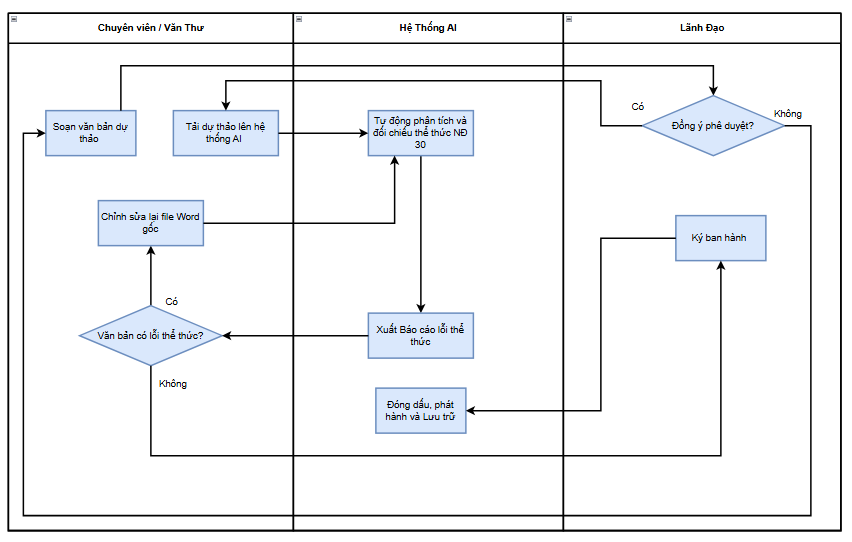 Chuyên viên / Văn Thư
Hệ Thống AI
Lãnh Đạo
Soạn văn bản dự
thảo
Tải dự thảo lên hệ
thống AI
Tự động phân tích và
đối chiếu thể thức NĐ
30
Có
Đồng ý phê duyệt?
Không
Chỉnh sửa lại file Word
gốc
Ký ban hành
Có
Văn bản có lỗi thể thức?
Không
Xuất Báo cáo lỗi thể
thức
Đóng dấu, phát
hành và Lưu trữ